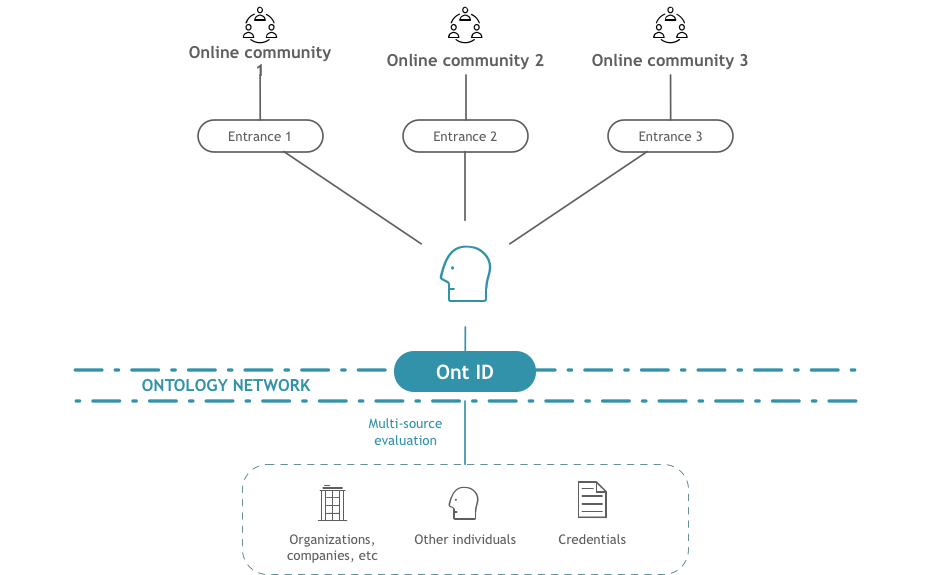 Online community
1
Online community 2
Online community 3
Entrance 1
Entrance 2
Entrance 3
Ont ID
ONTOLOGY NETWORK
Multi-source
evaluation
Organizations,
companies, etc
Other individuals
Credentials